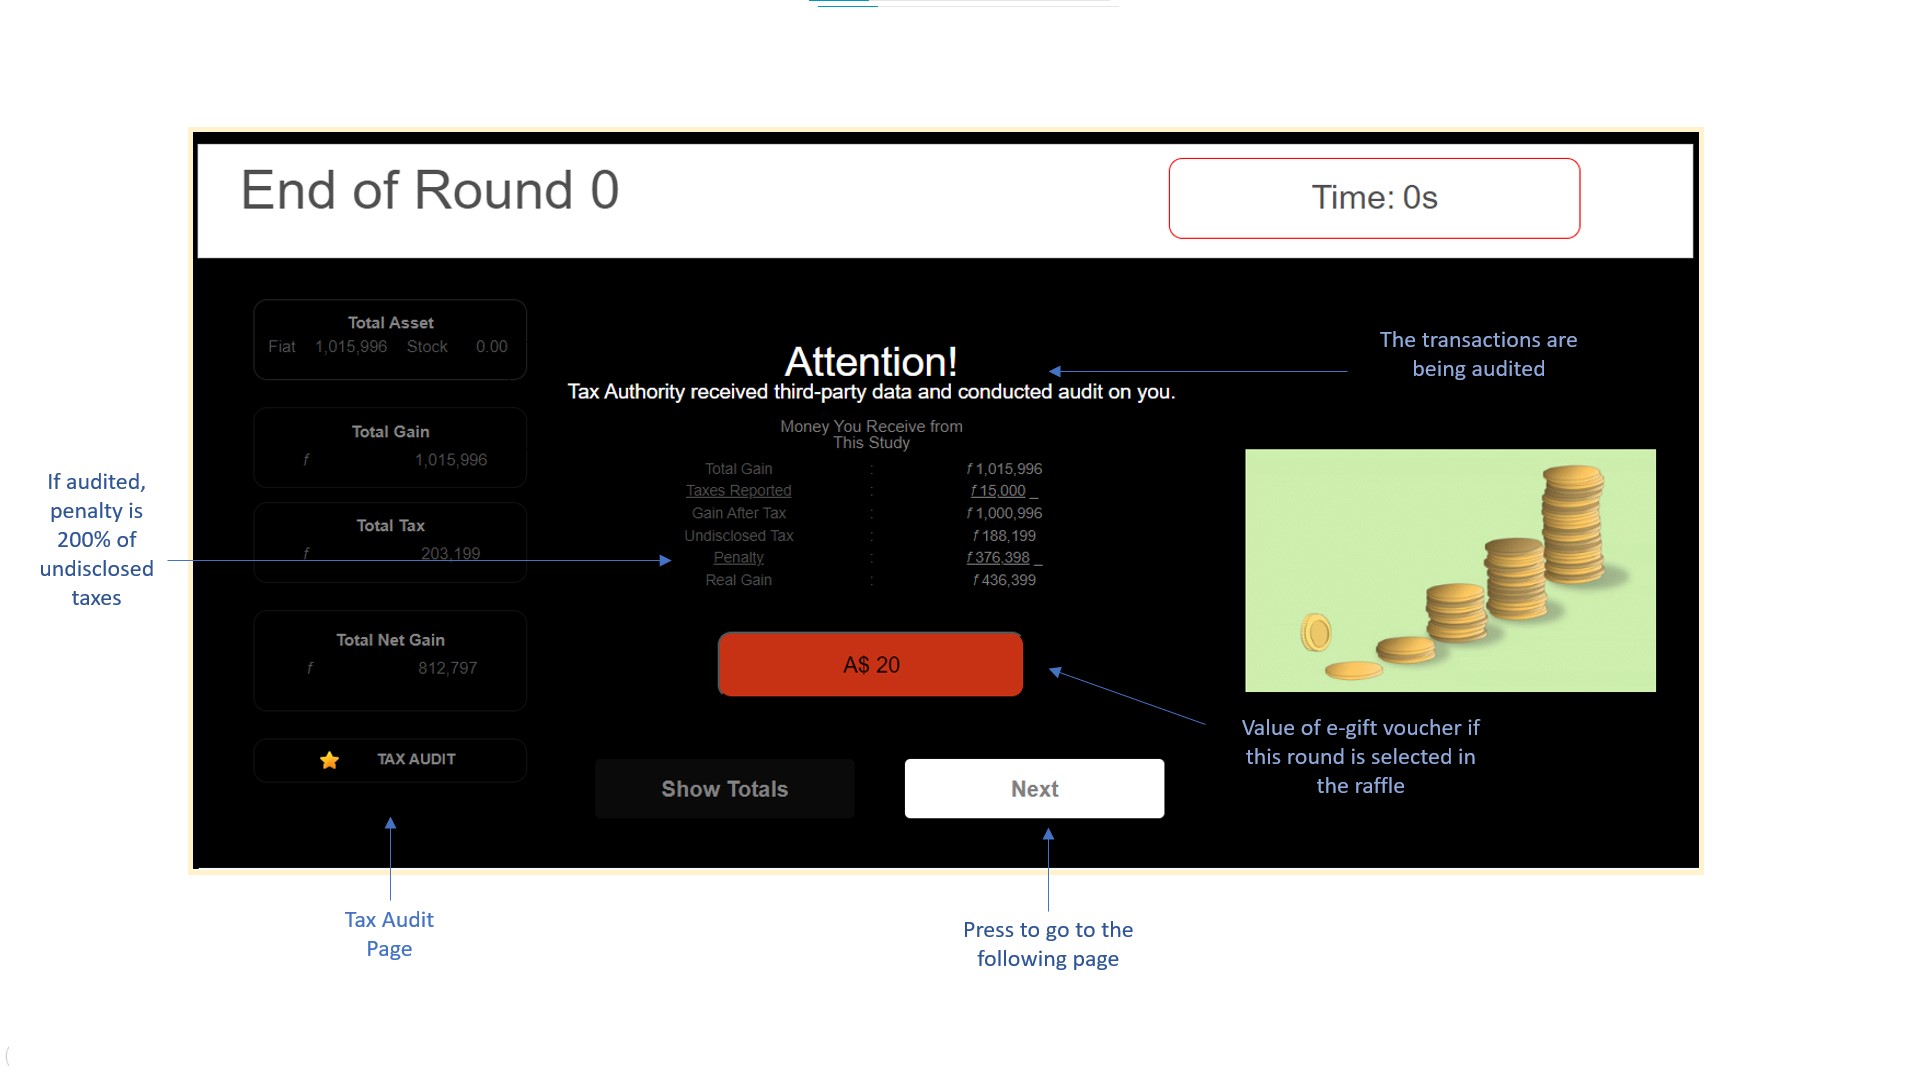 End of Round 0
Time: 0s
Total Asset
Fiat 1,015,996 Stock 0.00
Total Gain
f 1,015,996
Total Tax
f 203,199
Total Net Gain
f 812,797
TAX AUDIT
Attention!
Tax Authority received third-party data and conducted audit on you.
Money You Receive from
This Study
Total Gain : f 1,015,996
Taxes Reported : f 15,000 _
Gain After Tax : f 1,000,996
Undisclosed Tax : f 188,199
Penalty : f 376,398 _
Real Gain : f 436,399
A$ 20
Show Totals
Next
The transactions are
being audited
If audited,
penalty is
200% of
undisclosed
taxes
Value of e-gift voucher if
this round is selected in
the raffle
Tax Audit
Page
Press to go to the
following page